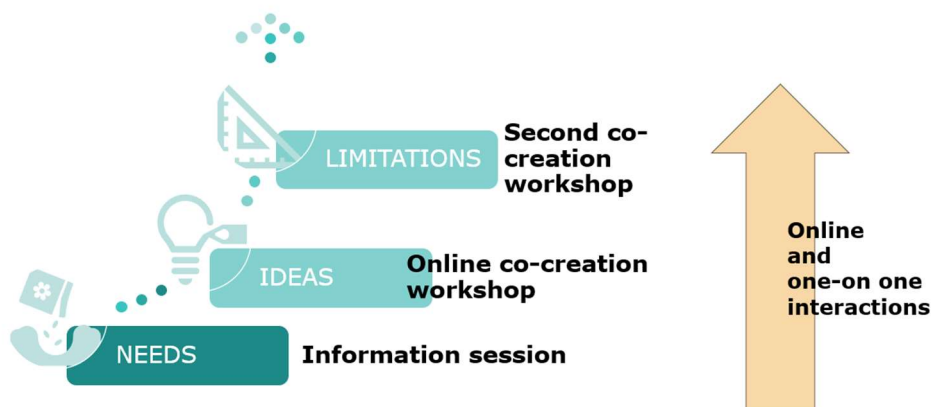 LIMITATIONS
Second co-
creation
workshop
IDEAS
Online co-creation
workshop
NEEDS
Information session
Online
and
one-on one
interactions